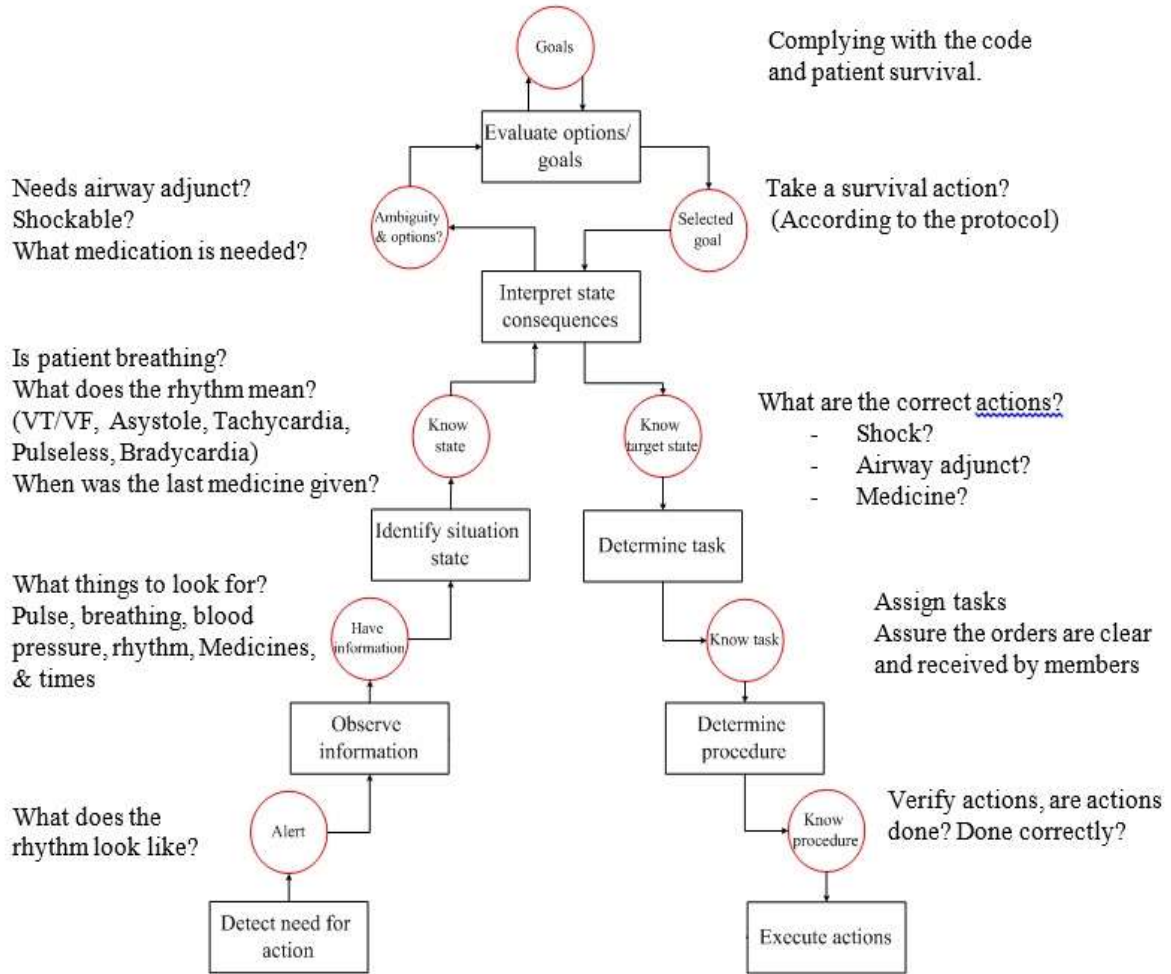 Goals
Complying with the code
and patient survival.
Evaluate options/
goals
Needs airway adjunct?
Shockable?
What medication is needed?
Ambiguity
& options?
Selected
goal
Take a survival action?
(According to the protocol)
Interpret state
consequences
Is patient breathing?
What does the rhythm mean?
(VT/VF, Asystole, Tachycardia,
Pulseless, Bradycardia)
When was the last medicine given?
Know
state
Know
target state
What are the correct actions?
- Shock?
- Airway adjunct?
- Medicine?
Identify situation
state
Determine task
What things to look for?
Pulse, breathing, blood
pressure, rhythm, Medicines,
& times
Have
information
Know task
Assign tasks
Assure the orders are clear
and received by members
Observe
information
Determine
procedure
What does the
rhythm look like?
Alert
Know
procedure
Verify actions, are actions
done? Done correctly?
Detect need for
action
Execute actions